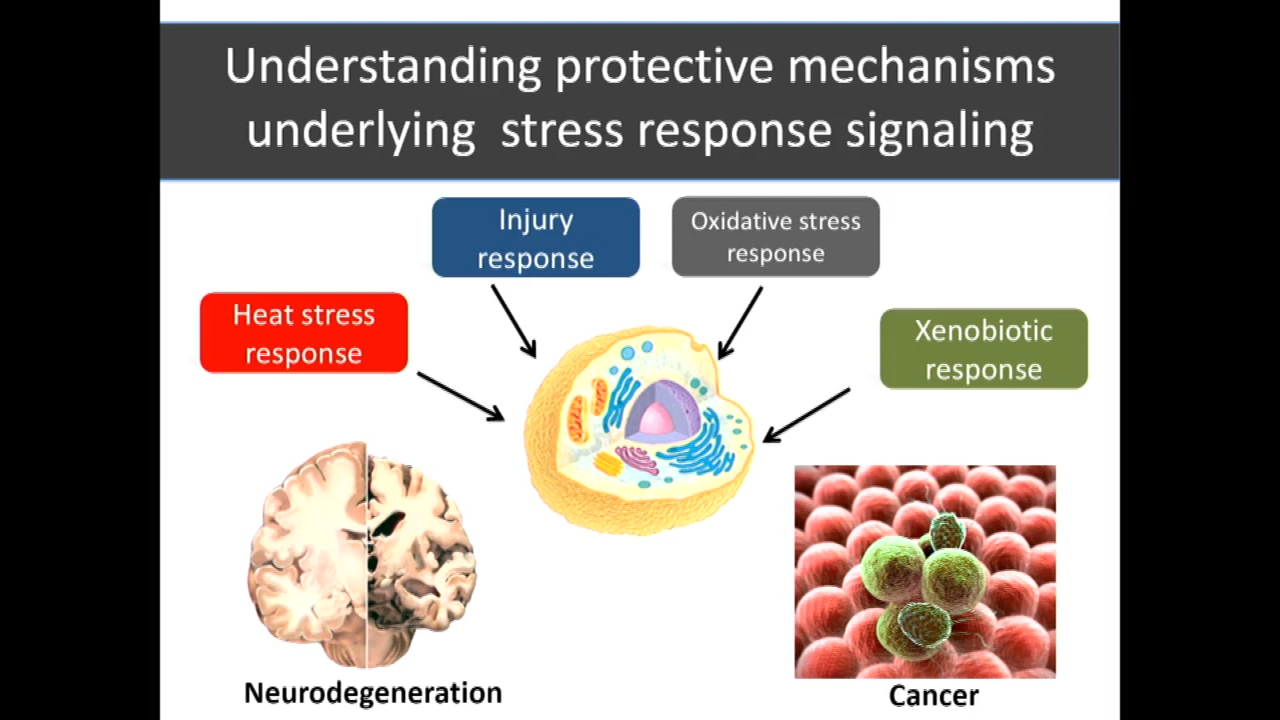 Understanding protective mechanisms
underlying stress response signaling
Injury
response
Oxidative stress
response
Heat stress
response
Xenobiotic
response
Neurodegeneration
Cancer